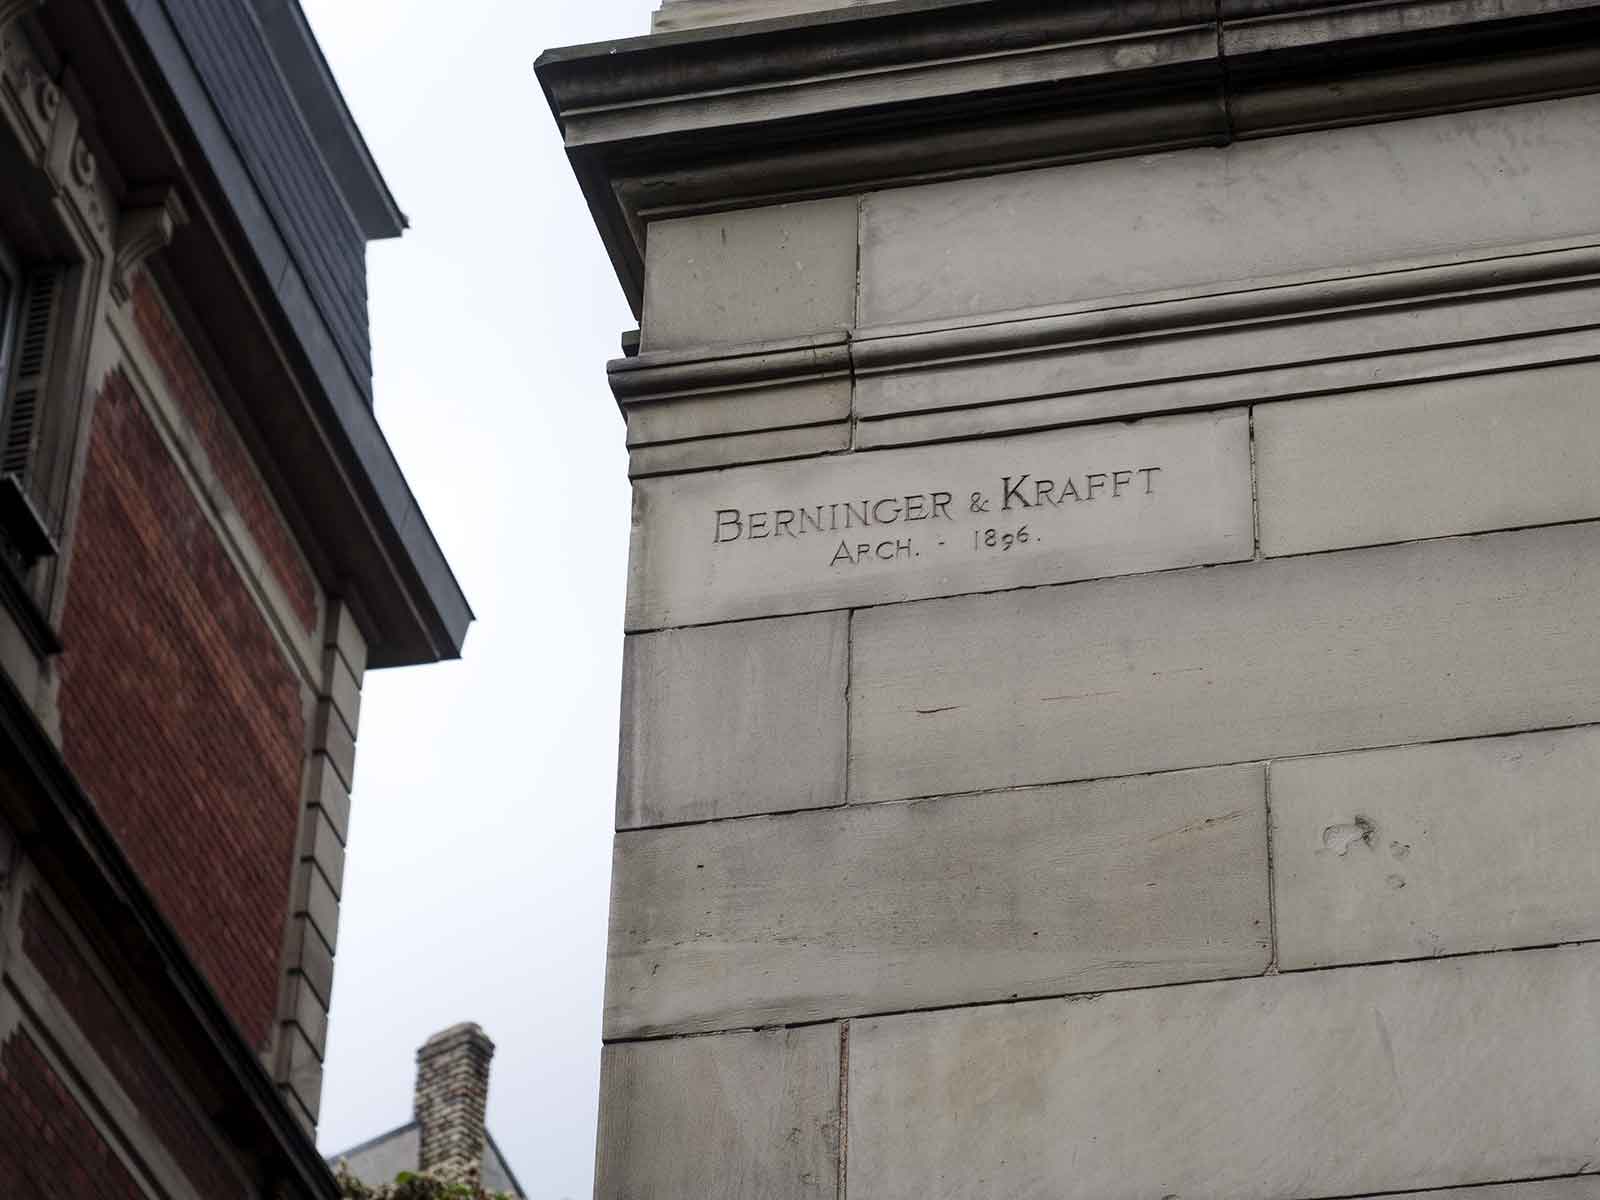 BERNINGER & KRAFFT
ARCH. - 1896.